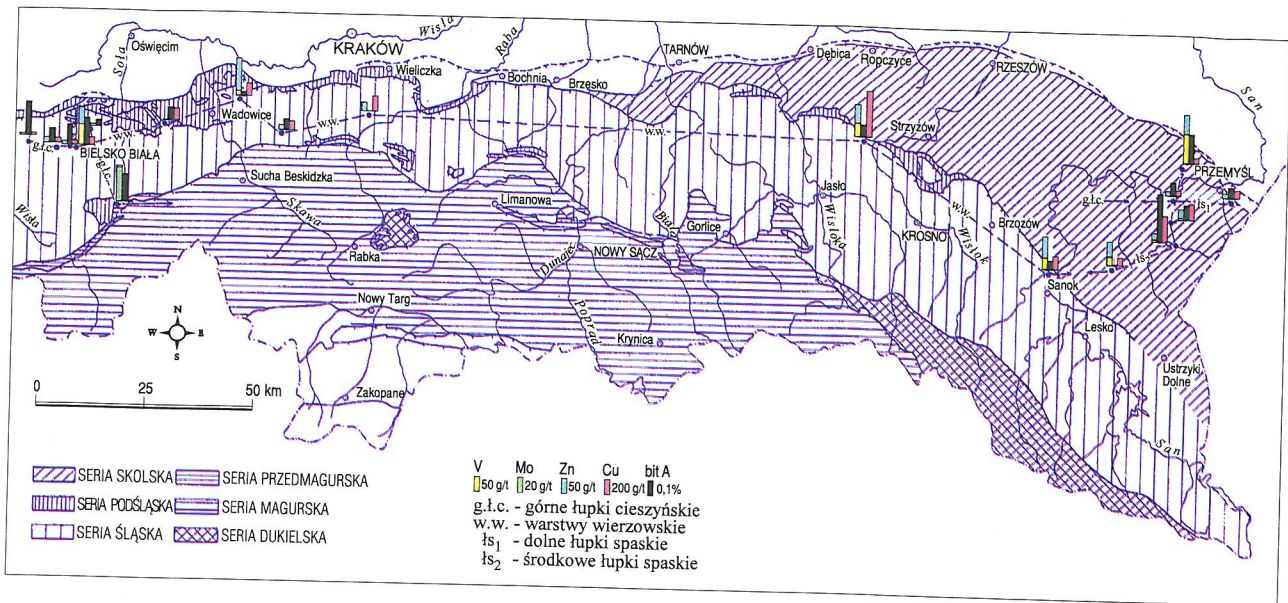 Oświęcim
Soła
KRAKÓW
Wisła
Raba
Wieliczka
Bochnia
Brzesko
TARNÓW
Dębica
Ropczyce
RZESZÓW
San
Wadowice
w.w.
w.w.
w.w.
Strzyżów
g.ł.c.
BIELSKO BIAŁA
g.ł.c.
PRZEMYŚL
Sucha Beskidzka
Skawa
Limanowa
Biała
Gorlice
Jasło
Wisłoka
KROSNO
Wisłok
w.w.
Brzozów
g.ł.c.
łs1
Wisła
Rabka
Dunajec
NOWY SĄCZ
łs2
Sanok
Nowy Targ
Poprad
Krynica
Lesko
Ustrzyki
Dolne
N
W E
S
0 25 50 km
Zakopane
San
SERIA SKOLSKA
SERIA PRZEDMAGURSKA
SERIA PODŚLĄSKA
SERIA MAGURSKA
SERIA ŚLĄSKA
SERIA DUKIELSKA
V Mo Zn Cu bit A
50 g/t 20 g/t 50 g/t 200 g/t 0,1%
g.ł.c. - górne łupki cieszyńskie
w.w. - warstwy wierzowskie
łs1 - dolne łupki spaskie
łs2 - środkowe łupki spaskie